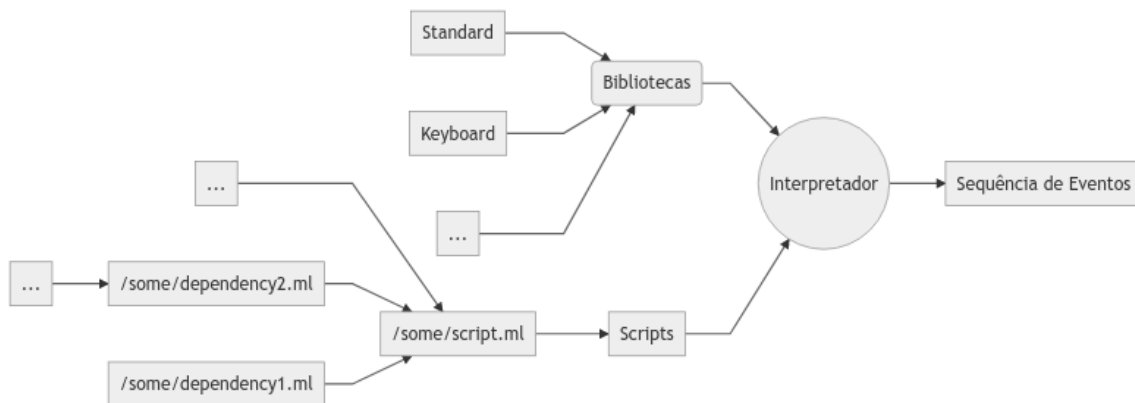 Standard
Bibliotecas
Keyboard
...
Interpretador
Sequência de Eventos
...
...
/some/dependency2.ml
/some/script.ml
Scripts
/some/dependency1.ml